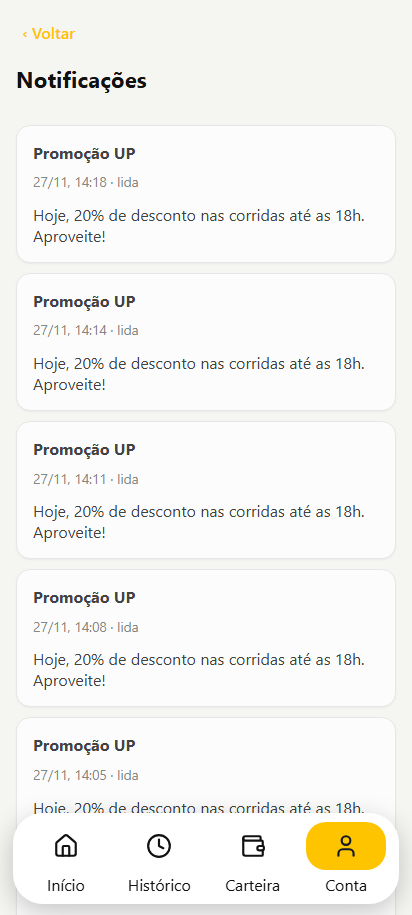 ‹ Voltar
Notificações
Promoção UP
27/11, 14:18 · lida
Hoje, 20% de desconto nas corridas até as 18h.
Aproveite!
Promoção UP
27/11, 14:14 · lida
Hoje, 20% de desconto nas corridas até as 18h.
Aproveite!
Promoção UP
27/11, 14:11 · lida
Hoje, 20% de desconto nas corridas até as 18h.
Aproveite!
Promoção UP
27/11, 14:08 · lida
Hoje, 20% de desconto nas corridas até as 18h.
Aproveite!
Promoção UP
27/11, 14:05 · lida
Hoje, 20% de desconto nas corridas até as 18h.
Início
Histórico
Carteira
Conta